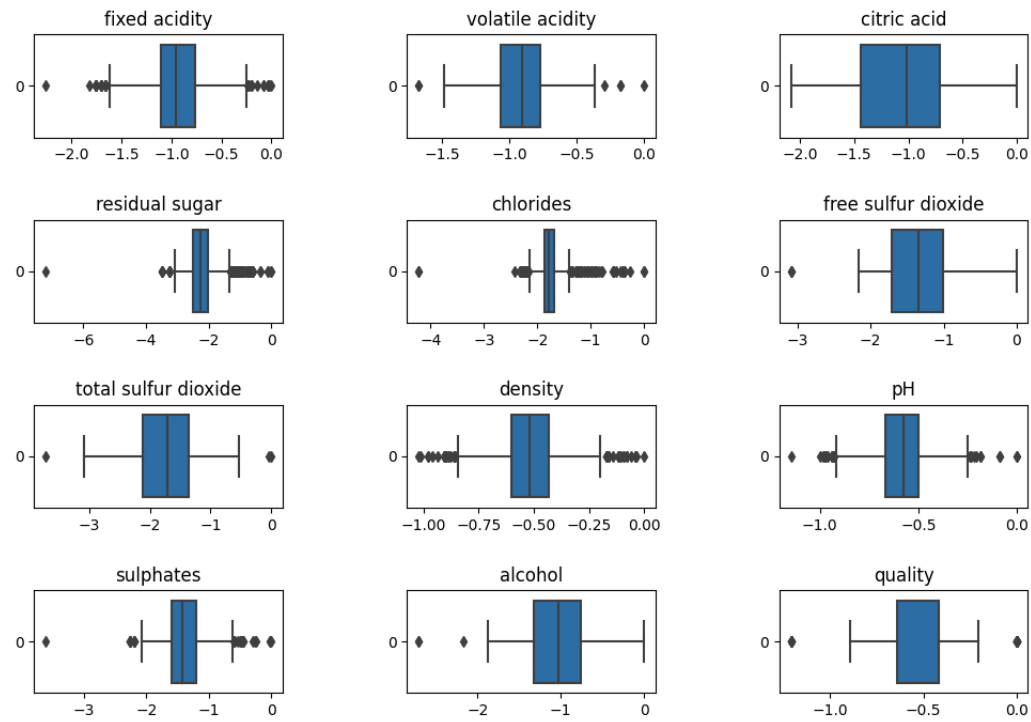 fixed acidity volatile acidity citric acid
0 0 0
−2.0 −1.5 −1.0 −0.5 0.0 −1.5 −1.0 −0.5 0.0 −2.0 −1.5 −1.0 −0.5 0.0
residual sugar chlorides free sulfur dioxide
0 0 0
−6 −4 −2 0 −4 −3 −2 −1 0 −3 −2 −1 0
total sulfur dioxide density pH
0 0 0
−3 −2 −1 0 −1.00 −0.75 −0.50 −0.25 0.00 −1.0 −0.5 0.0
sulphates alcohol quality
0 0 0
−3 −2 −1 0 −2 −1 0 −1.0 −0.5 0.0